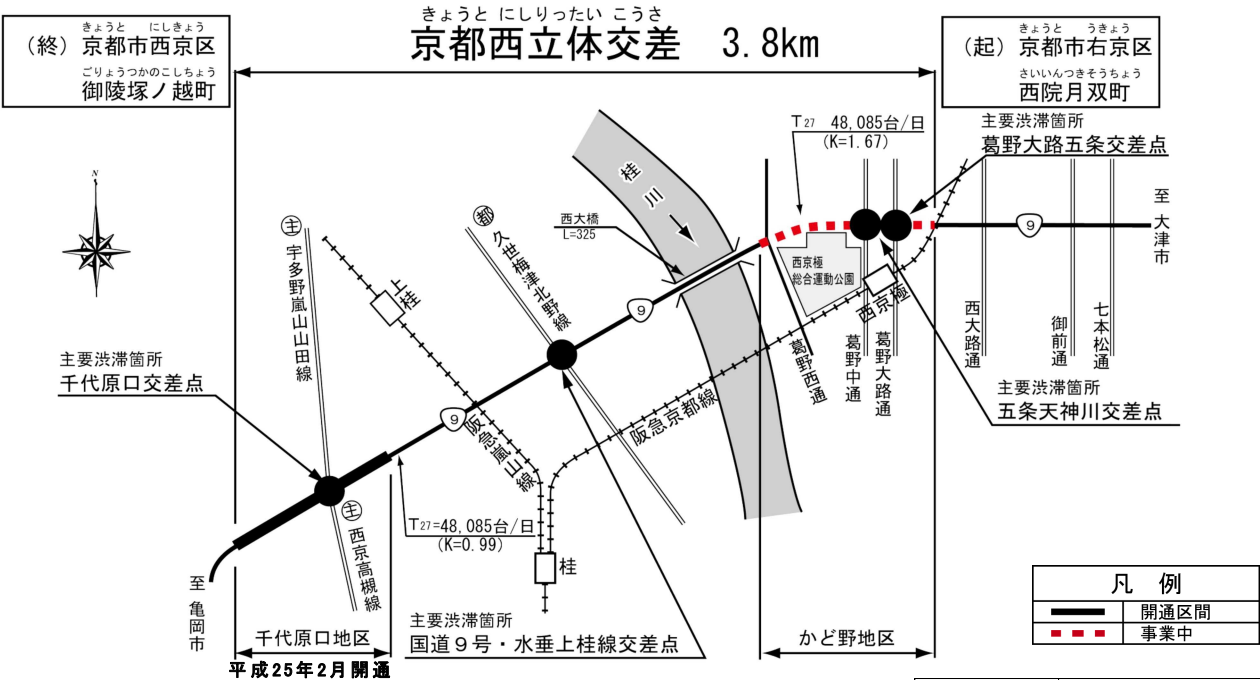 きょうと にしりったい こうさ
京都西立体交差 3.8km
きょうと にしきょう
（終）京都市西京区
ごりょうつかのこしちょう
御陵塚ノ越町
きょうと うきょう
（起）京都市右京区
さいいんつきそうちょう
西院月双町
N
T27 48,085台/日
(K=1.67)
主要渋滞箇所
葛野大路五条交差点
桂川
西大橋
L=325
至 大津市
9
西京極
総合運動公園
西京極
主 宇多野嵐山山田線
上桂
都 久世梅津北野線
9
主要渋滞箇所
千代原口交差点
9
阪急嵐山線
阪急京都線
葛野西通
葛野中通
葛野大路通
西大路通
御前通
七本松通
主要渋滞箇所
五条天神川交差点
主 西京高槻線
T27=48,085台/日
(K=0.99)
桂
至 亀岡市
主要渋滞箇所
国道９号・水垂上桂線交差点
千代原口地区
平成25年2月開通
かど野地区
凡 例
開通区間
事業中